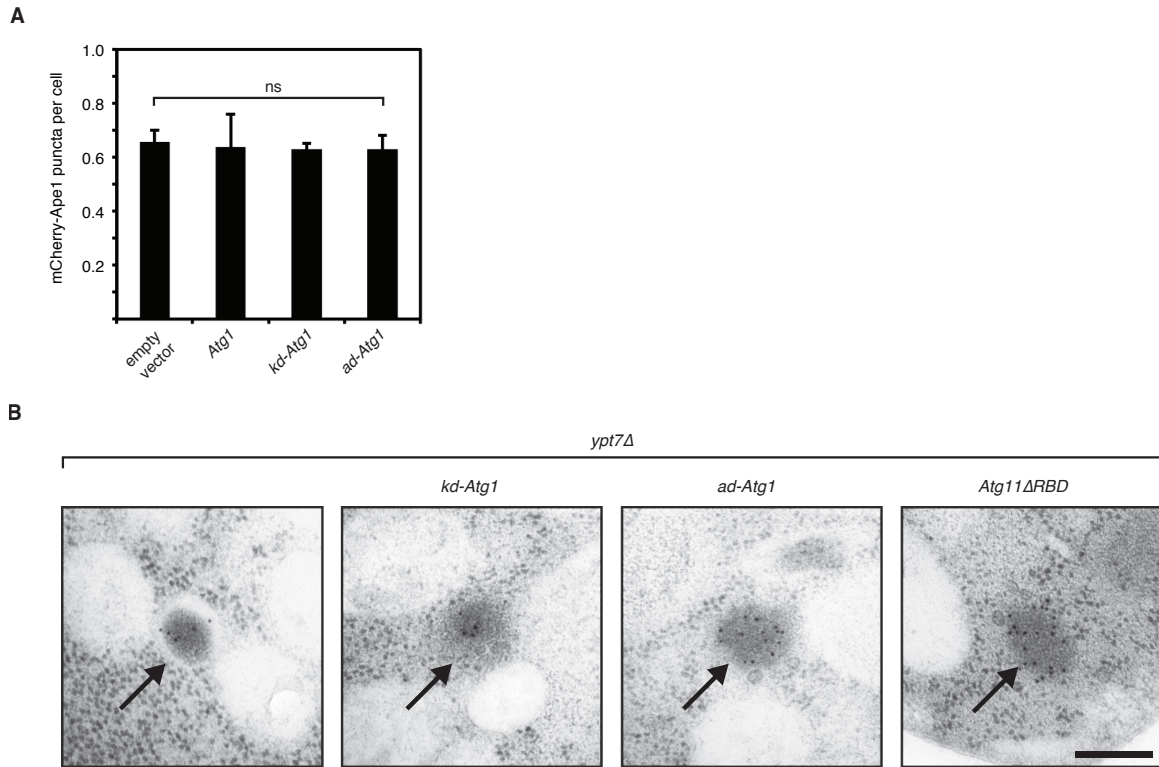 A
mCherry-Ape1 puncta per cell
1.0
0.8
0.6
0.4
0.2
ns
empty
vector
Atg1
kd-Atg1
ad-Atg1
B
ypt7Δ
kd-Atg1
ad-Atg1
Atg11ΔRBD